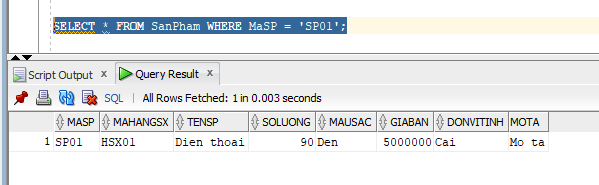 SELECT * FROM SanPham WHERE MaSP = 'SP01';
Script Output x Query Result x
SQL | All Rows Fetched: 1 in 0.003 seconds
MASP MAHANGSX TENSP SOLUONG MAUSAC GIABAN DONVITINH MOTA
1 SP01 HSX01 Dien thoai 90 Den 5000000 Cai Mo ta